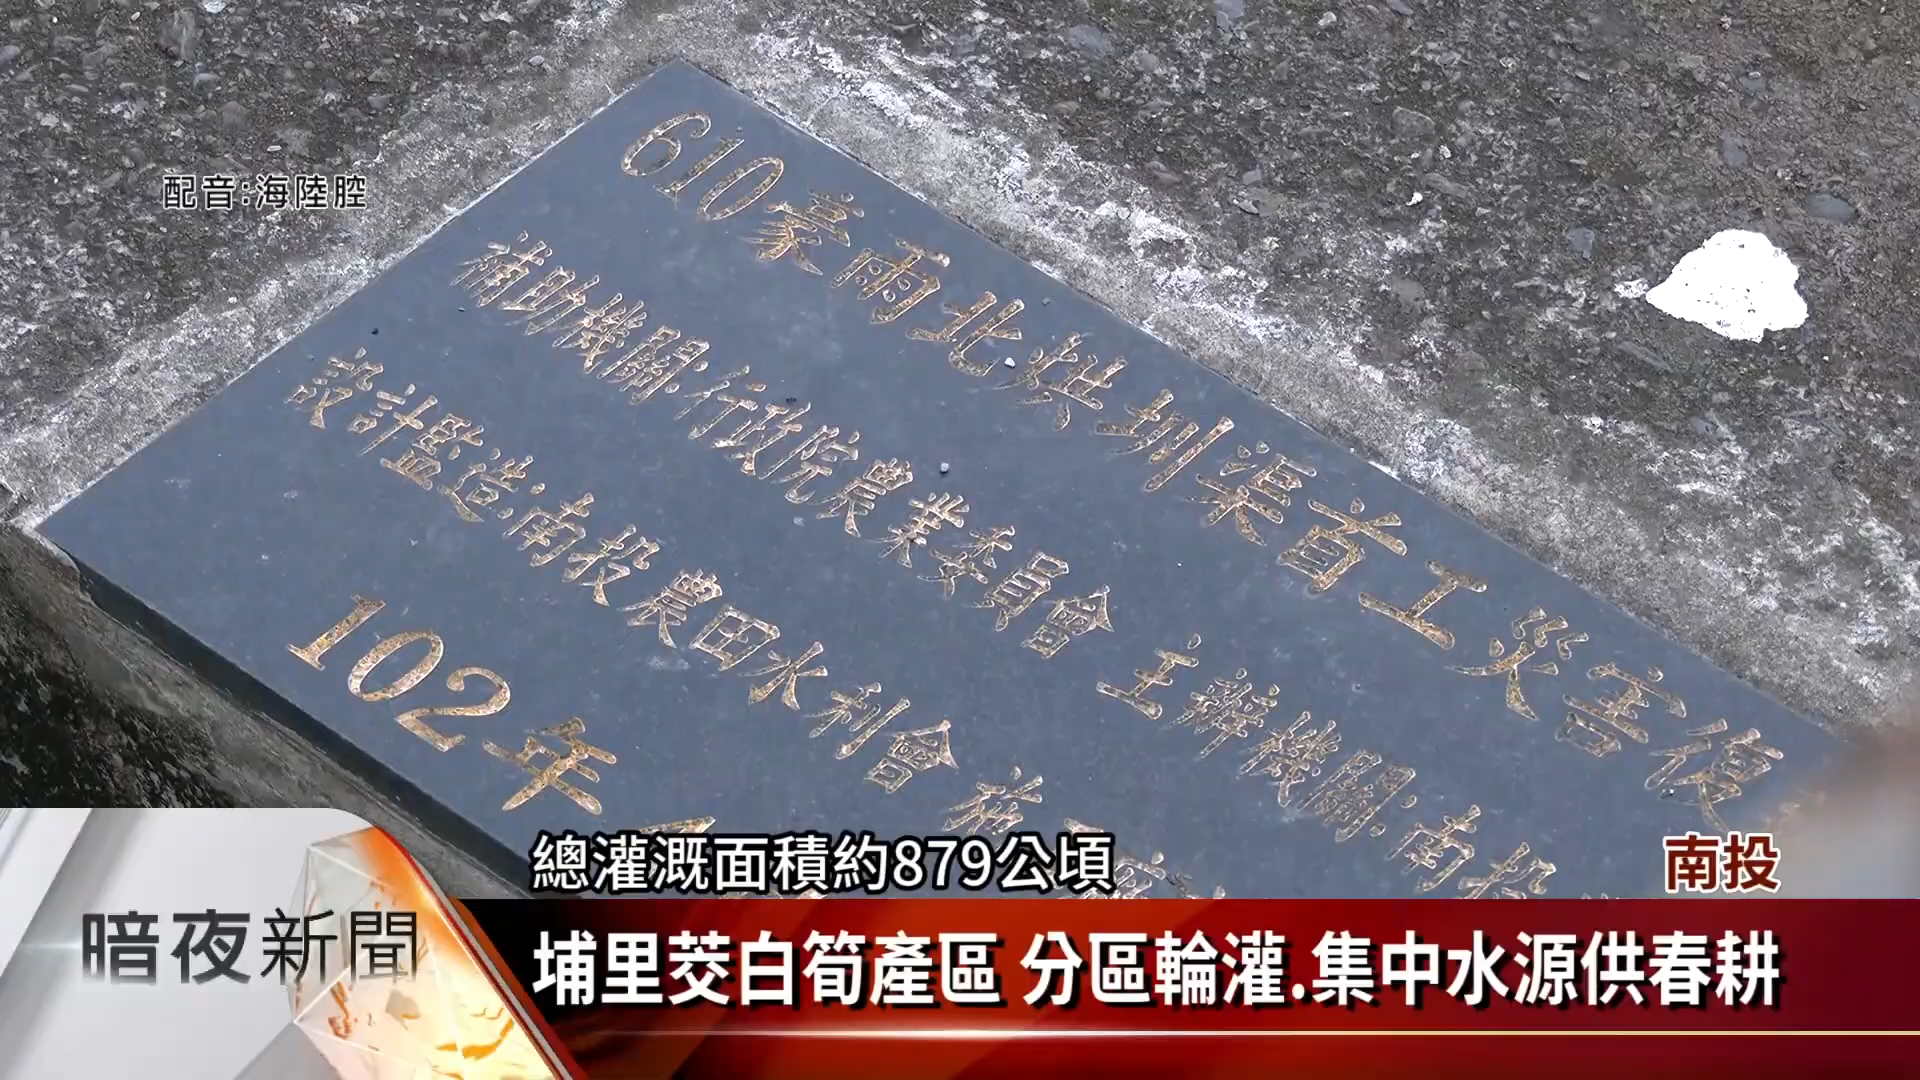 配音:海陸腔
610豪雨北烘圳渠首工災害復
補助機關:行政院農業委員會 主辦機關:南投
設計監造:南投農田水利會 施
102年
總灌溉面積約879公頃
南投
暗夜新聞
埔里茭白筍產區 分區輪灌.集中水源供春耕